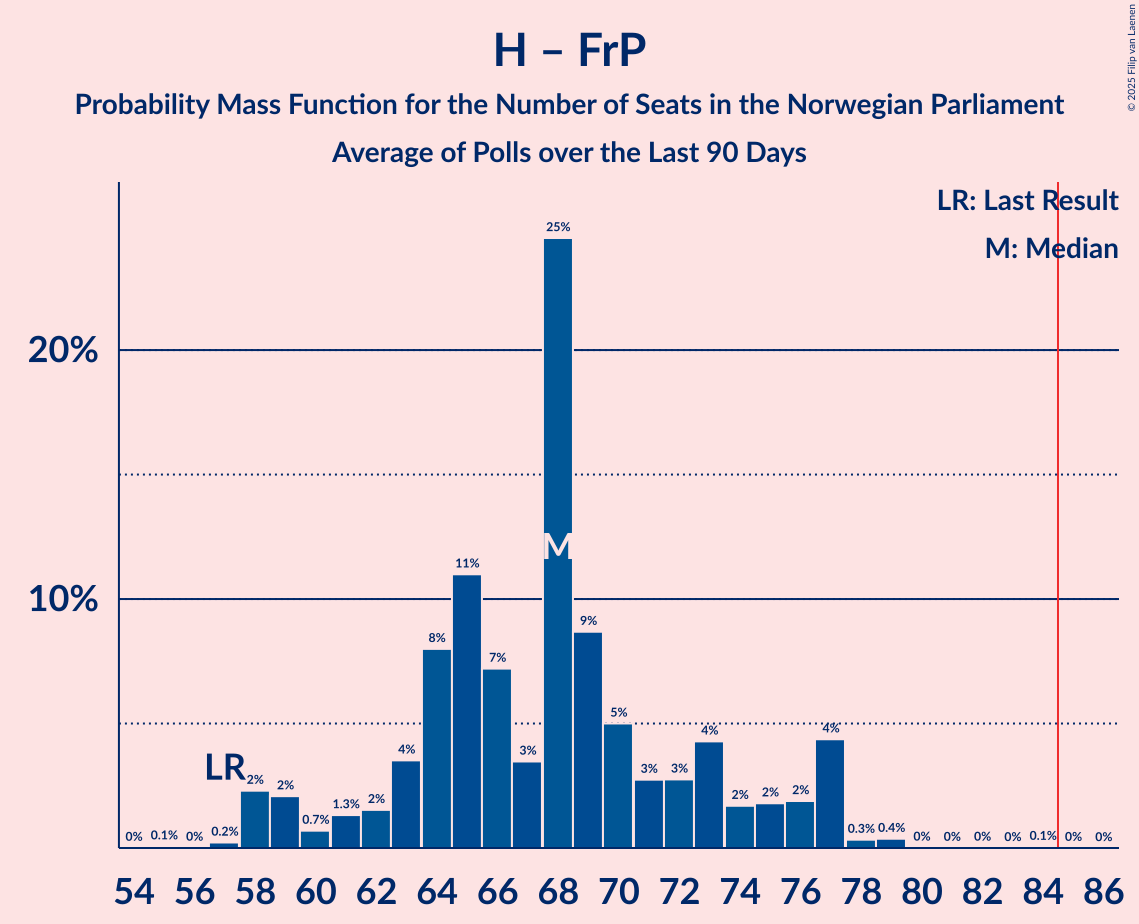 H – FrP
Probability Mass Function for the Number of Seats in the Norwegian Parliament
Average of Polls over the Last 90 Days
© 2025 Filip van Laenen
LR: Last Result
M: Median
20%
10%
LR
M
0% 0.1% 0% 0.2% 2% 2% 0.7% 1.3% 2% 4% 8% 11% 7% 3% 25% 9% 5% 3% 3% 4% 2% 2% 2% 4% 0.3% 0.4% 0% 0% 0% 0% 0.1% 0% 0%
54 56 58 60 62 64 66 68 70 72 74 76 78 80 82 84 86